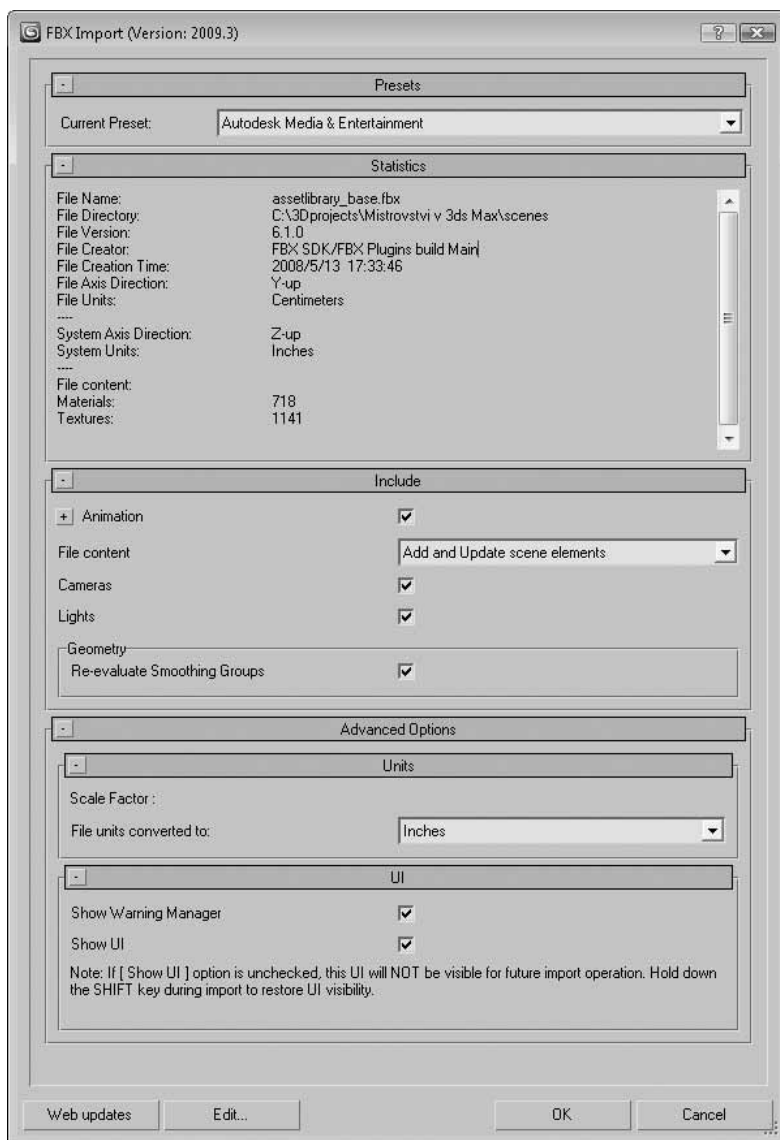 FBX Import (Version: 2009.3)
Presets
Current Preset: Autodesk Media & Entertainment
Statistics
File Name: assetlibrary_base.fbx
File Directory: C:\3Dprojects\Mistrovstvi v 3ds Max\scenes
File Version: 6.1.0
File Creator: FBX SDK/FBX Plugins build Main
File Creation Time: 2008/5/13 17:33:46
File Axis Direction: Y-up
File Units: Centimeters
----
System Axis Direction: Z-up
System Units: Inches
----
File content:
Materials: 718
Textures: 1141
Include
+ Animation
File content Add and Update scene elements
Cameras
Lights
Geometry
Re-evaluate Smoothing Groups
Advanced Options
Units
Scale Factor :
File units converted to: Inches
UI
Show Warning Manager
Show UI
Note: If [ Show UI ] option is unchecked, this UI will NOT be visible for future import operation. Hold down
the SHIFT key during import to restore UI visibility.
Web updates Edit... OK Cancel